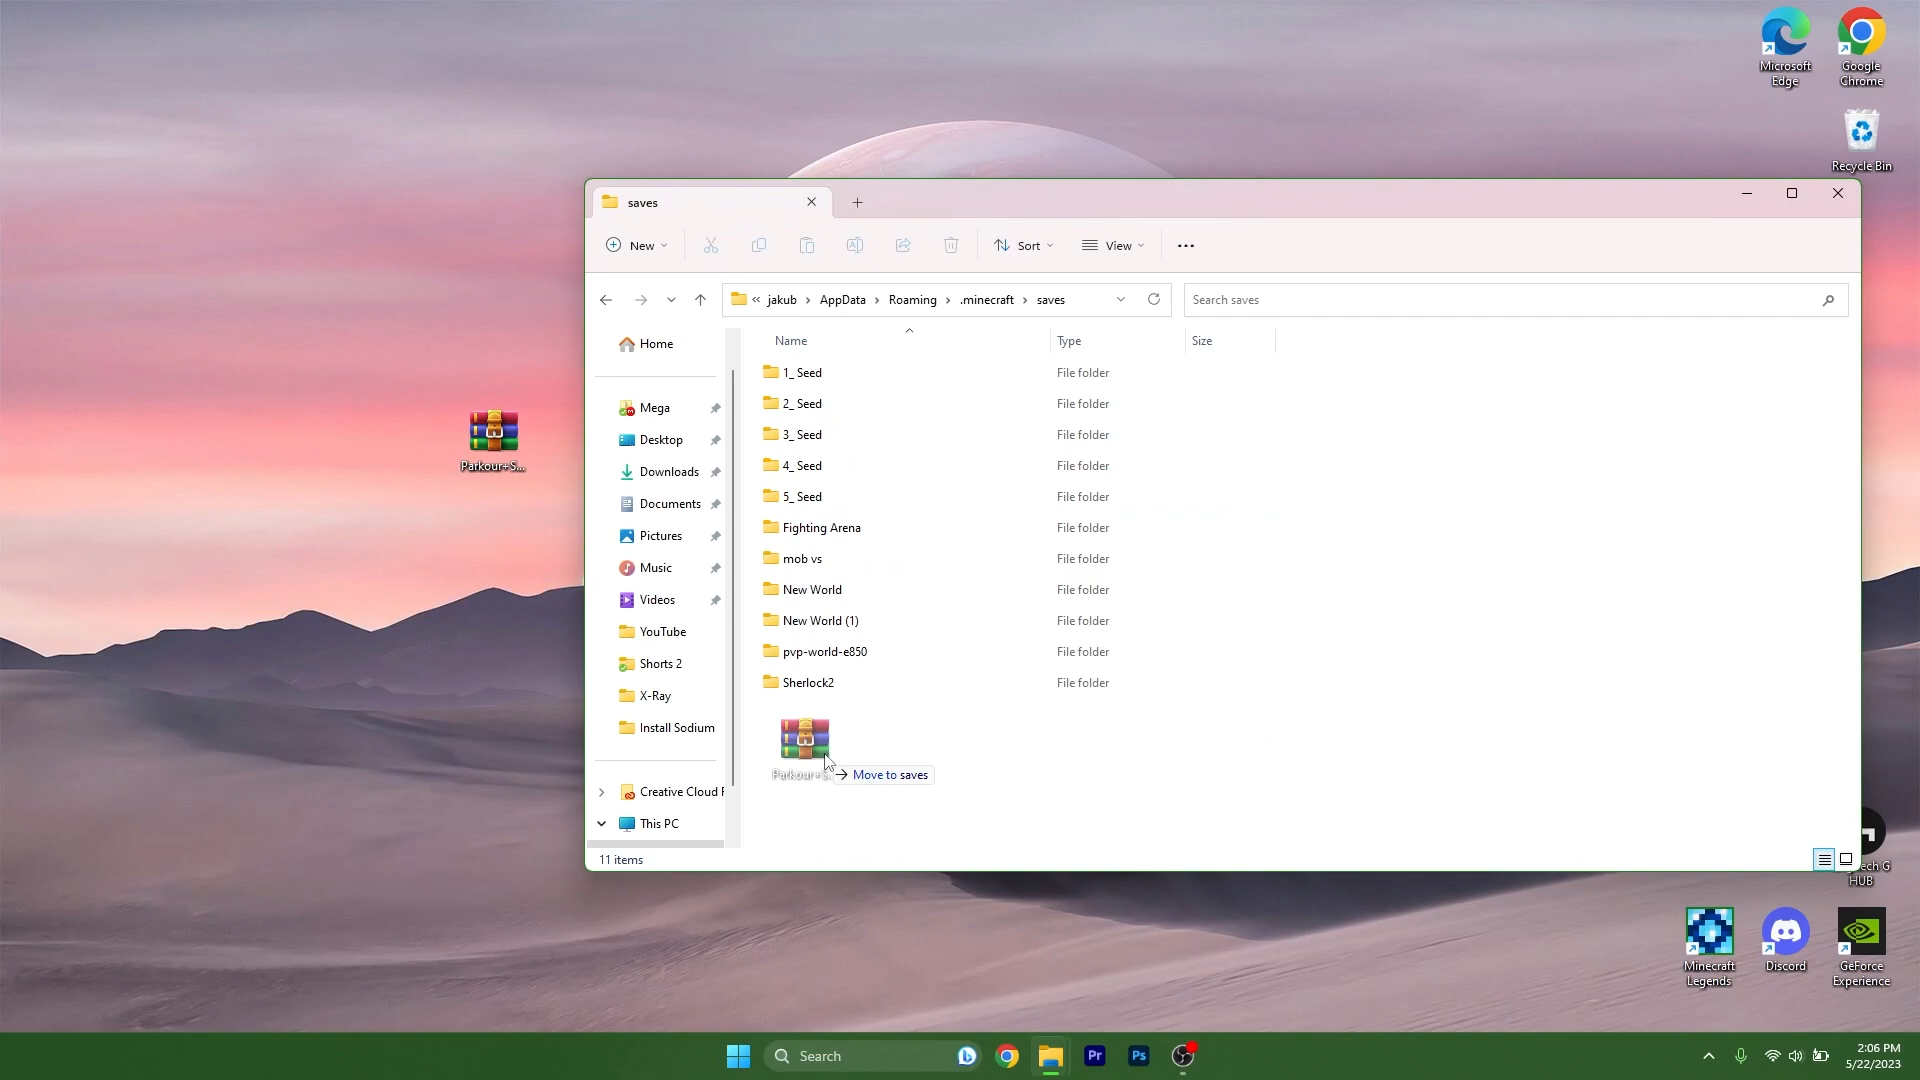 Microsoft
Edge
Google
Chrome
Recycle Bin
saves
New
Sort
View
jakub
AppData
Roaming
.minecraft
saves
Search saves
Home
Mega
Desktop
Downloads
Documents
Pictures
Music
Videos
YouTube
Shorts 2
X-Ray
Install Sodium
Creative Cloud F
This PC
Name
Type
Size
1_ Seed
File folder
2_ Seed
File folder
3_ Seed
File folder
4_ Seed
File folder
5_ Seed
File folder
Fighting Arena
File folder
mob vs
File folder
New World
File folder
New World (1)
File folder
pvp-world-e850
File folder
Sherlock2
File folder
Parkour+S...
Move to saves
11 items
Parkour+S...
ech G
HUB
Minecraft
Legends
Discord
GeForce
Experience
Search
Pr
Ps
2:06 PM
5/22/2023